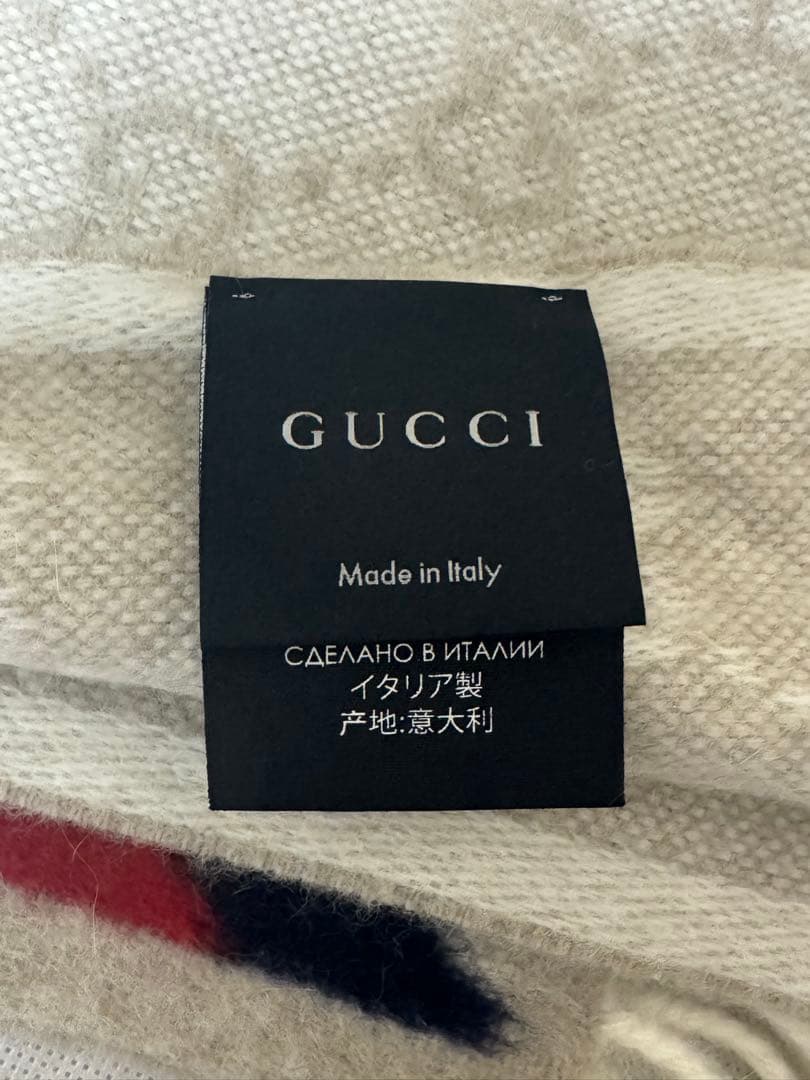 GUCCI
Made in Italy
СДЕЛАНО В ИТАЛИИ
イタリア製
产地:意大利